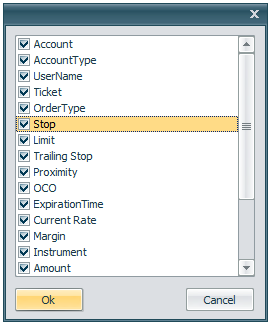 Account
AccountType
UserName
Ticket
OrderType
Stop
Limit
Trailing Stop
Proximity
OCO
ExpirationTime
Current Rate
Margin
Instrument
Amount
Ok
Cancel